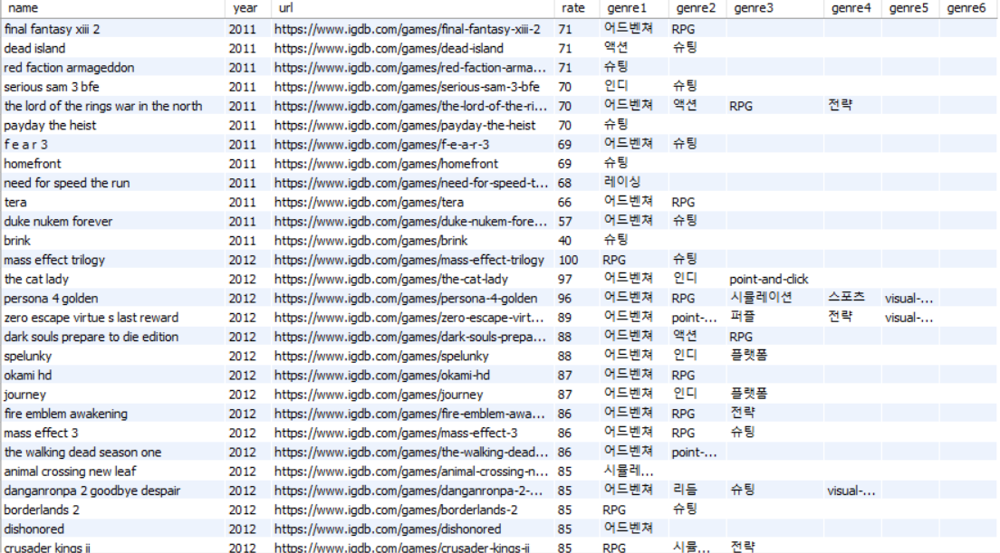 name year url rate genre1 genre2 genre3 genre4 genre5 genre6
final fantasy xiii 2 2011 https://www.igdb.com/games/final-fantasy-xiii-2 71 어드벤쳐 RPG
dead island 2011 https://www.igdb.com/games/dead-island 71 액션 슈팅
red faction armageddon 2011 https://www.igdb.com/games/red-faction-arma... 71 슈팅
serious sam 3 bfe 2011 https://www.igdb.com/games/serious-sam-3-bfe 70 인디 슈팅
the lord of the rings war in the north 2011 https://www.igdb.com/games/the-lord-of-the-ri... 70 어드벤쳐 액션 RPG 전략
payday the heist 2011 https://www.igdb.com/games/payday-the-heist 70 슈팅
f e a r 3 2011 https://www.igdb.com/games/f-e-a-r-3 69 어드벤쳐 슈팅
homefront 2011 https://www.igdb.com/games/homefront 69 슈팅
need for speed the run 2011 https://www.igdb.com/games/need-for-speed-t... 68 레이싱
tera 2011 https://www.igdb.com/games/tera 66 어드벤쳐 RPG
duke nukem forever 2011 https://www.igdb.com/games/duke-nukem-fore... 57 어드벤쳐 슈팅
brink 2011 https://www.igdb.com/games/brink 40 슈팅
mass effect trilogy 2012 https://www.igdb.com/games/mass-effect-trilogy 100 RPG 슈팅
the cat lady 2012 https://www.igdb.com/games/the-cat-lady 97 어드벤쳐 인디 point-and-click
persona 4 golden 2012 https://www.igdb.com/games/persona-4-golden 96 어드벤쳐 RPG 시뮬레이션 스포츠 visual-...
zero escape virtue s last reward 2012 https://www.igdb.com/games/zero-escape-virt... 89 어드벤쳐 point-... 퍼즐 전략 visual-...
dark souls prepare to die edition 2012 https://www.igdb.com/games/dark-souls-prepa... 88 어드벤쳐 액션 RPG
spelunky 2012 https://www.igdb.com/games/spelunky 88 어드벤쳐 인디 플랫폼
okami hd 2012 https://www.igdb.com/games/okami-hd 87 어드벤쳐 RPG
journey 2012 https://www.igdb.com/games/journey 87 어드벤쳐 인디 플랫폼
fire emblem awakening 2012 https://www.igdb.com/games/fire-emblem-awa... 86 어드벤쳐 RPG 전략
mass effect 3 2012 https://www.igdb.com/games/mass-effect-3 86 어드벤쳐 RPG 슈팅
the walking dead season one 2012 https://www.igdb.com/games/the-walking-dead... 86 어드벤쳐 point-...
animal crossing new leaf 2012 https://www.igdb.com/games/animal-crossing-n... 85 시뮬레...
danganronpa 2 goodbye despair 2012 https://www.igdb.com/games/danganronpa-2-... 85 어드벤쳐 리듬 슈팅 visual-...
borderlands 2 2012 https://www.igdb.com/games/borderlands-2 85 RPG 슈팅
dishonored 2012 https://www.igdb.com/games/dishonored 85 어드벤쳐
crusader kings ii 2012 https://www.igdb.com/games/crusader-kings-ii 85 RPG 시뮬... 전략